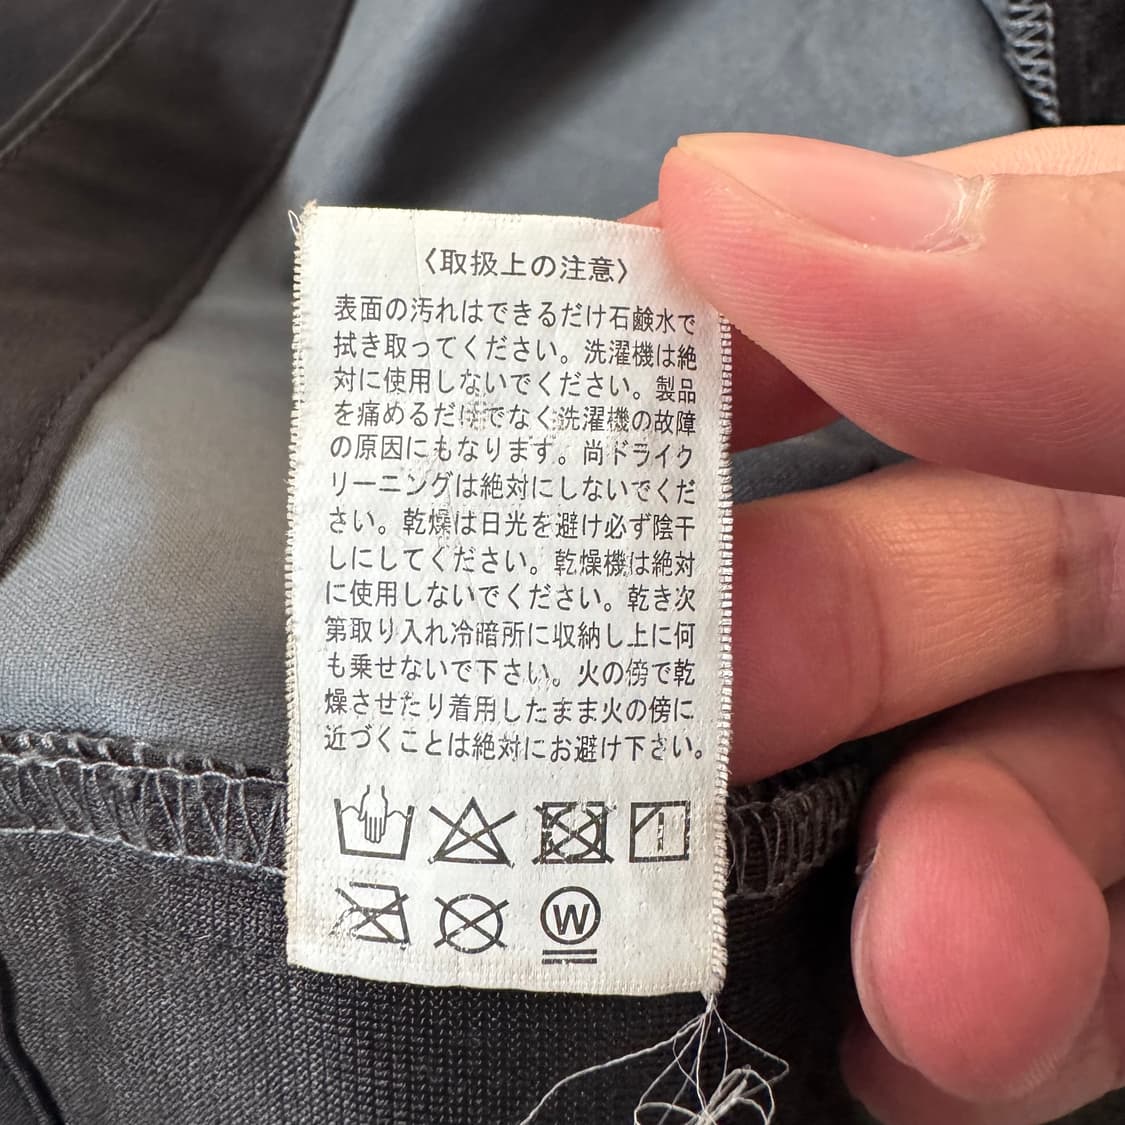 〈取扱上の注意〉
表面の汚れはできるだけ石鹸水で
拭き取ってください。洗濯機は絶
対に使用しないでください。製品
を痛めるだけでなく洗濯機の故障
の原因にもなります。尚ドライク
リーニングは絶対にしないでくだ
さい。乾燥は日光を避け必ず陰干
しにしてください。乾燥機は絶対
に使用しないでください。乾き次
第取り入れ冷暗所に収納し上に何
も乗せないで下さい。火の傍で乾
燥させたり着用したまま火の傍に
近づくことは絶対にお避け下さい。
W